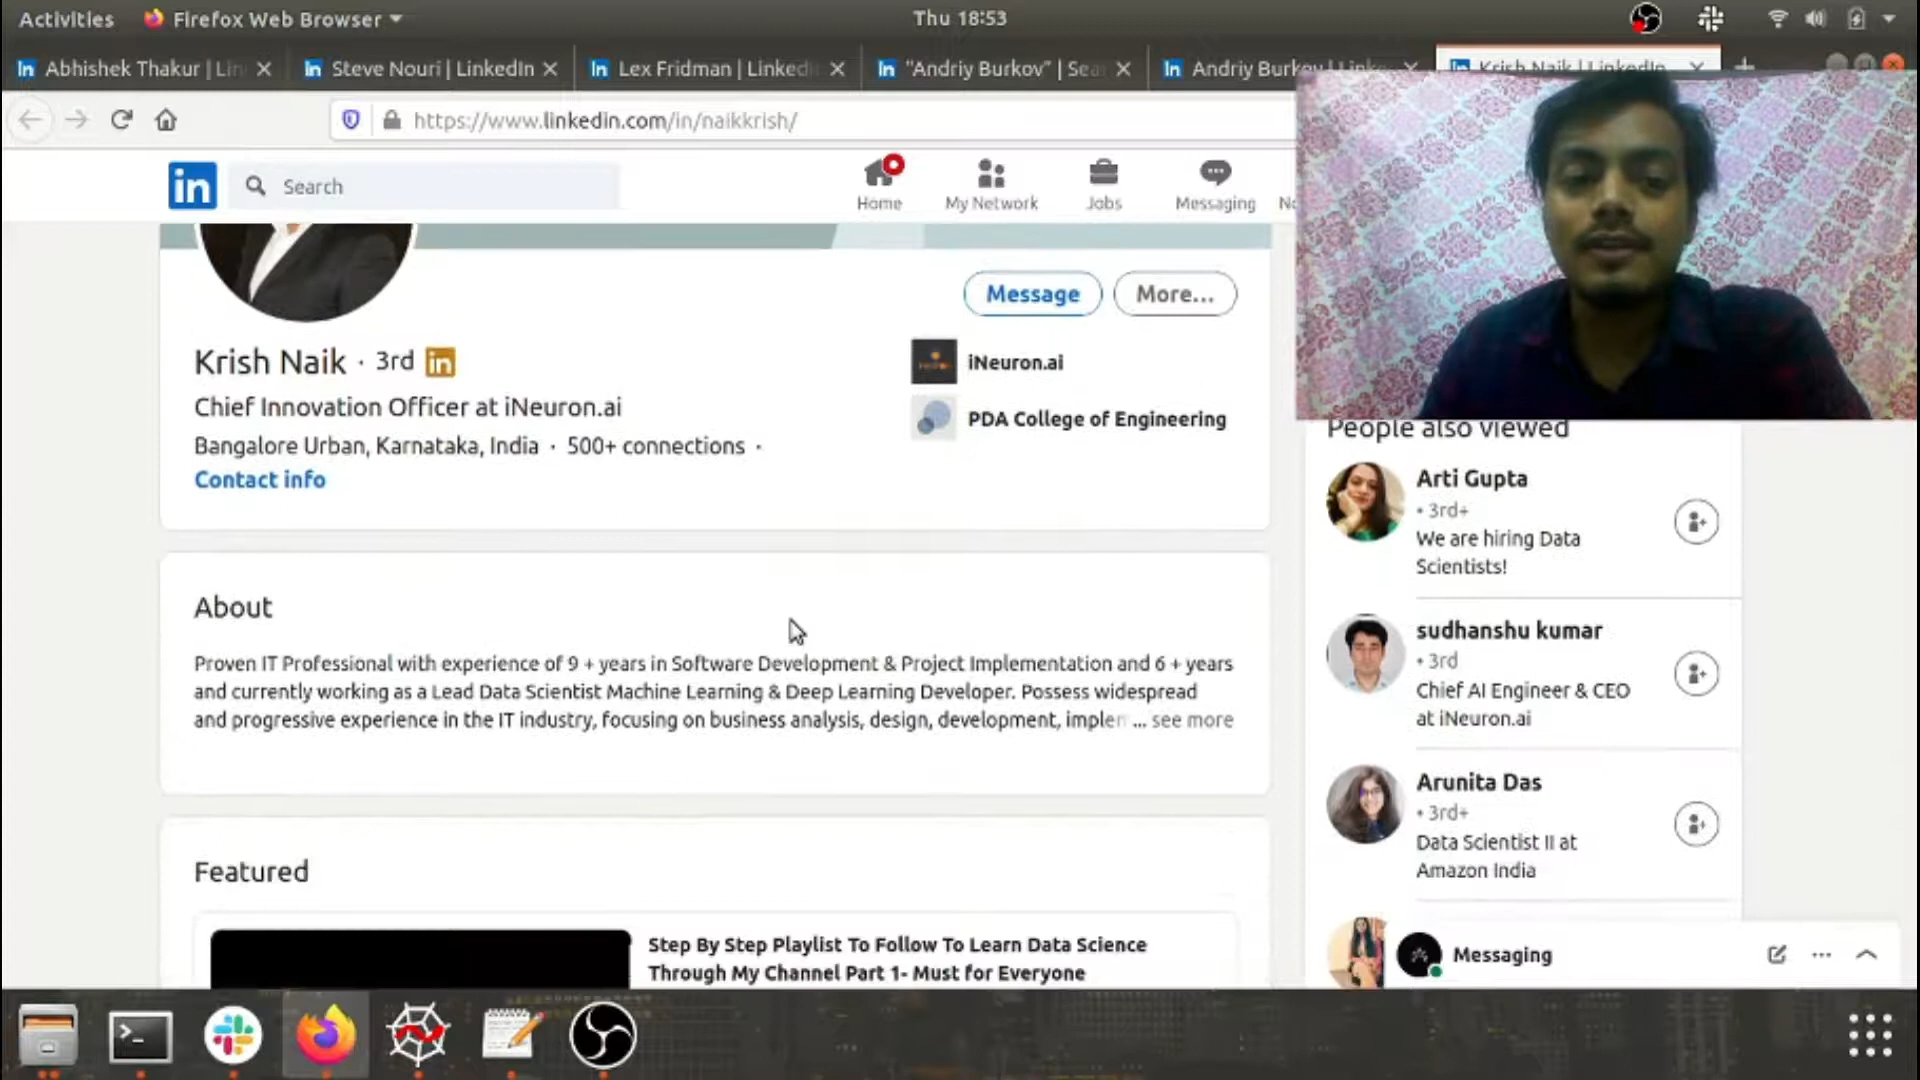 Activities
Firefox Web Browser
Thu 18:53
Abhishek Thakur | Lin
Steve Nouri | LinkedIn
Lex Fridman | Linked
"Andriy Burkov" | Sea
Andriy Burkov | Linke
Krish Naik | LinkedIn
https://www.linkedin.com/in/naikkrish/
in
Search
Home
My Network
Jobs
Messaging
Message
More...
Krish Naik · 3rd in
Chief Innovation Officer at iNeuron.ai
Bangalore Urban, Karnataka, India · 500+ connections ·
Contact info
iNeuron.ai
PDA College of Engineering
About
Proven IT Professional with experience of 9 + years in Software Development & Project Implementation and 6 + years
and currently working as a Lead Data Scientist Machine Learning & Deep Learning Developer. Possess widespread
and progressive experience in the IT industry, focusing on business analysis, design, development, implem ... see more
Featured
Step By Step Playlist To Follow To Learn Data Science
Through My Channel Part 1- Must for Everyone
People also viewed
Arti Gupta
• 3rd+
We are hiring Data
Scientists!
sudhanshu kumar
• 3rd
Chief AI Engineer & CEO
at iNeuron.ai
Arunita Das
• 3rd+
Data Scientist II at
Amazon India
Messaging